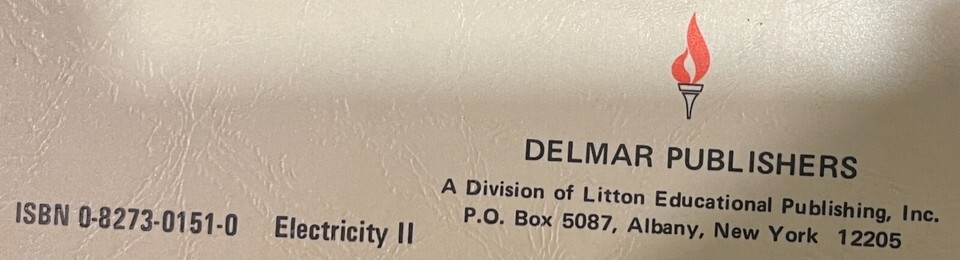 DELMAR PUBLISHERS
A Division of Litton Educational Publishing, Inc.
P.O. Box 5087, Albany, New York 12205
ISBN 0-8273-0151-0 Electricity II